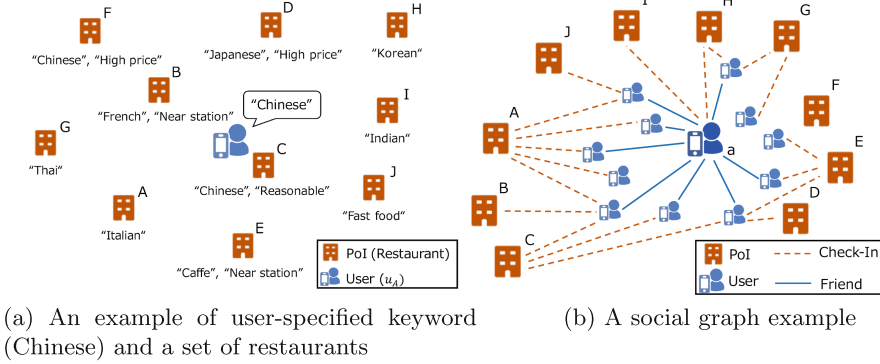 F
"Chinese", "High price"
D
"Japanese", "High price"
H
"Korean"
B
"French", "Near station"
"Chinese"
I
"Indian"
G
"Thai"
C
"Chinese", "Reasonable"
J
"Fast food"
A
"Italian"
E
"Caffe", "Near station"
PoI (Restaurant)
User (u_A)
(a) An example of user-specified keyword
(Chinese) and a set of restaurants
I
H
G
J
A
F
a
E
B
D
C
PoI
Check-In
User
Friend
(b) A social graph example